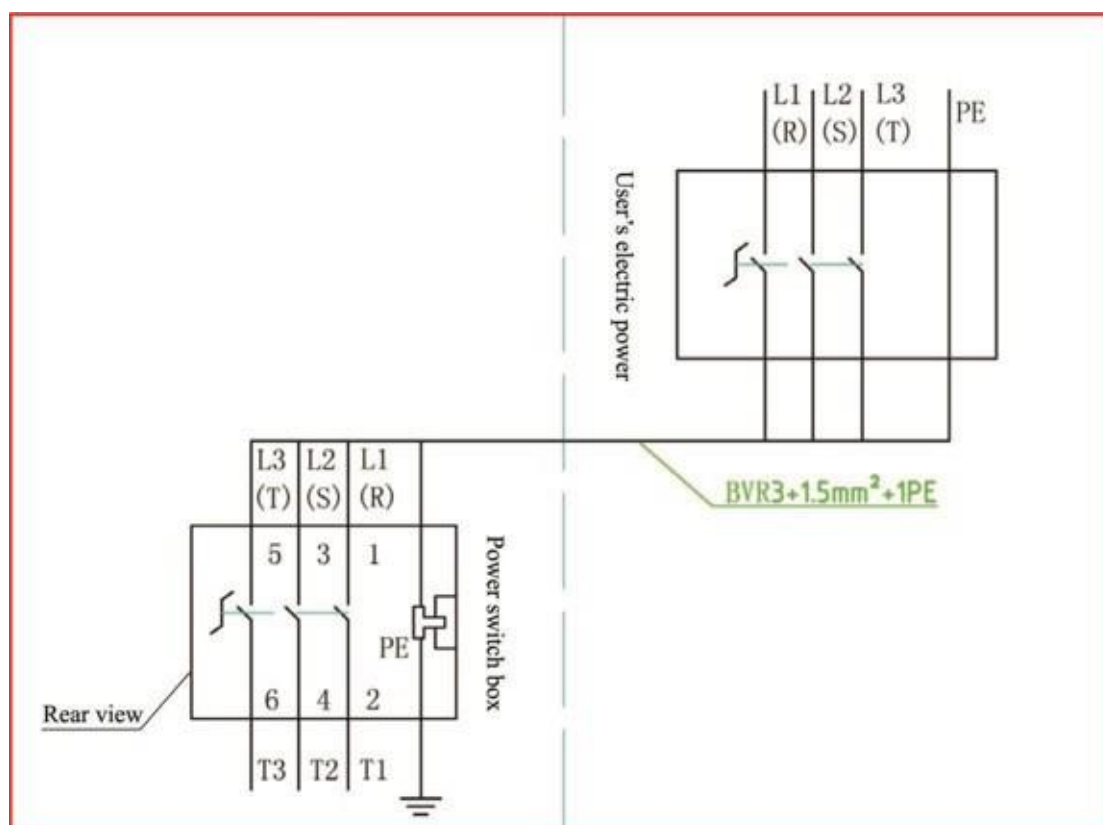 L1 L2 L3 PE
(R) (S) (T)
User's electric power
BVR3+1.5mm²+1PE
L3 L2 L1
(T) (S) (R)
5 3 1
Power switch box
PE
6 4 2
Rear view
T3 T2 T1